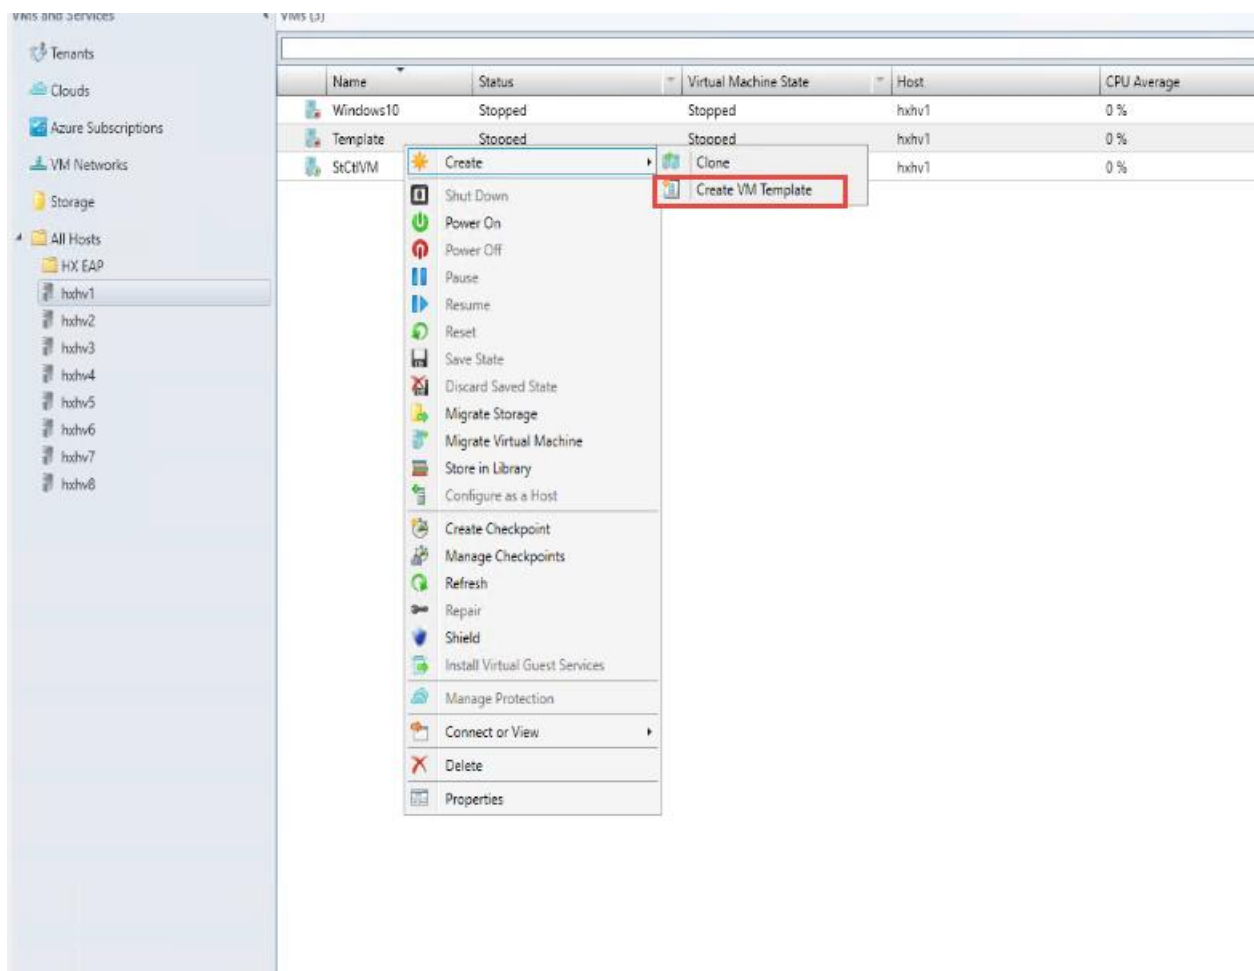 VMs and Services
VMs (3)
Tenants
Clouds
Azure Subscriptions
VM Networks
Storage
All Hosts
HX EAP
hxhv1
hxhv2
hxhv3
hxhv4
hxhv5
hxhv6
hxhv7
hxhv8
Name Status Virtual Machine State Host CPU Average
Windows10 Stopped Stopped hxhv1 0 %
Template Stopped Stopped hxhv1 0 %
StCtlVM hxhv1 0 %
Create
Clone
Create VM Template
Shut Down
Power On
Power Off
Pause
Resume
Reset
Save State
Discard Saved State
Migrate Storage
Migrate Virtual Machine
Store in Library
Configure as a Host
Create Checkpoint
Manage Checkpoints
Refresh
Repair
Shield
Install Virtual Guest Services
Manage Protection
Connect or View
Delete
Properties